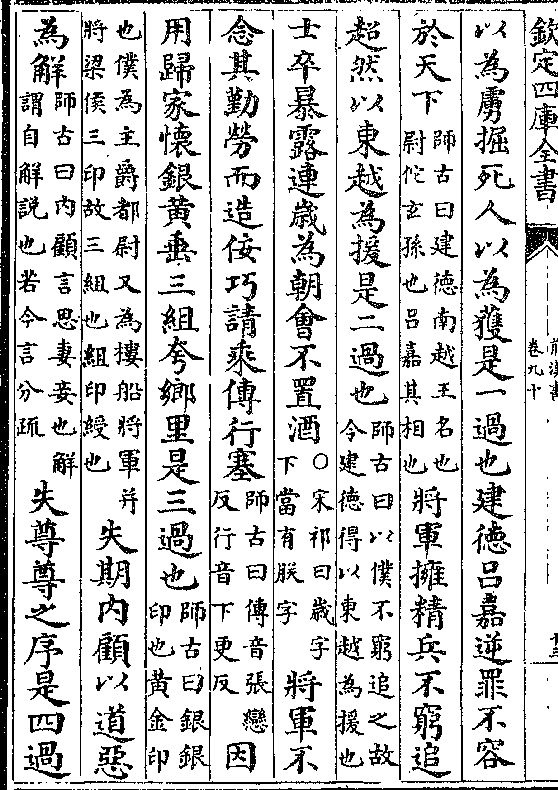 欽定四庫全書
前漢書
卷九十
以為虜掘死人以為獲是一過也建德呂嘉逆罪不容
於天下師古曰建德南越王名也尉佗玄孫也呂嘉其相也將軍擁精兵不窮追
超然以東越為援是二過也師古曰以僕不窮追之故令建德得以東越為援也
士卒暴露連歲為朝會不置酒○宋祁曰歲字下當有朕字將軍不
念其勤勞而造佞巧請乘傳行塞師古曰傳音張戀反行音下更反因
用歸家懷銀黃垂三組夸鄉里是三過也師古曰銀銀印也黃金印
也僕為主爵都尉又為樓船將軍并將梁侯三印故三組也組印綬也失期內顧以道惡
為解師古曰內顧言思妻妾也解謂自解說也若今言分疏失尊尊之序是四過